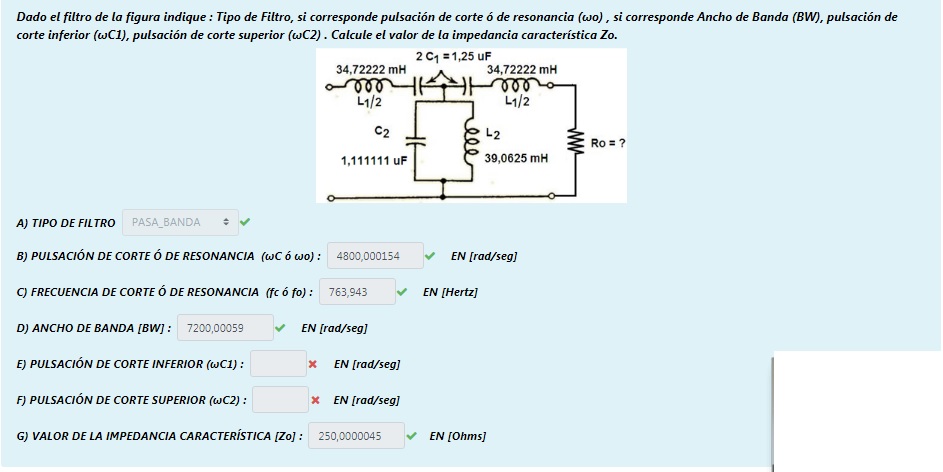 Dado el filtro de la figura indique : Tipo de Filtro, si corresponde pulsación de corte ó de resonancia (ωo) , si corresponde Ancho de Banda (BW), pulsación de
corte inferior (ωC1), pulsación de corte superior (ωC2) . Calcule el valor de la impedancia característica Zo.
2 C1 = 1,25 uF
34,72222 mH
34,72222 mH
L1/2
L1/2
C2
L2
Ro = ?
1,111111 uF
39,0625 mH
A) TIPO DE FILTRO PASA_BANDA
B) PULSACIÓN DE CORTE Ó DE RESONANCIA (ωC ó ωo) : 4800,000154 EN [rad/seg]
C) FRECUENCIA DE CORTE Ó DE RESONANCIA (fc ó fo) : 763,943 EN [Hertz]
D) ANCHO DE BANDA [BW] : 7200,00059 EN [rad/seg]
E) PULSACIÓN DE CORTE INFERIOR (ωC1) : EN [rad/seg]
F) PULSACIÓN DE CORTE SUPERIOR (ωC2) : EN [rad/seg]
G) VALOR DE LA IMPEDANCIA CARACTERÍSTICA [Zo] : 250,0000045 EN [Ohms]